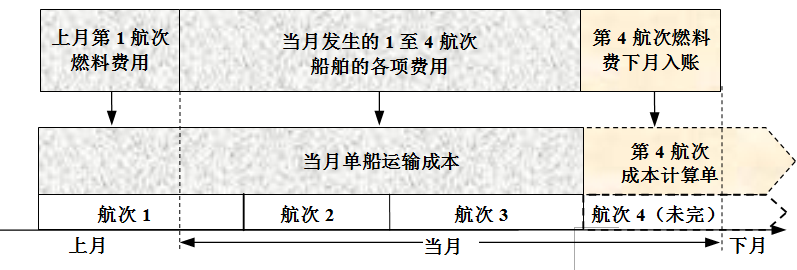 上月第 1 航次
燃料费用
当月发生的 1 至 4 航次
船舶的各项费用
第 4 航次燃料
费下月入账
当月单船运输成本
第 4 航次
成本计算单
航次 1
航次 2
航次 3
航次 4（未完）
上月
当月
下月